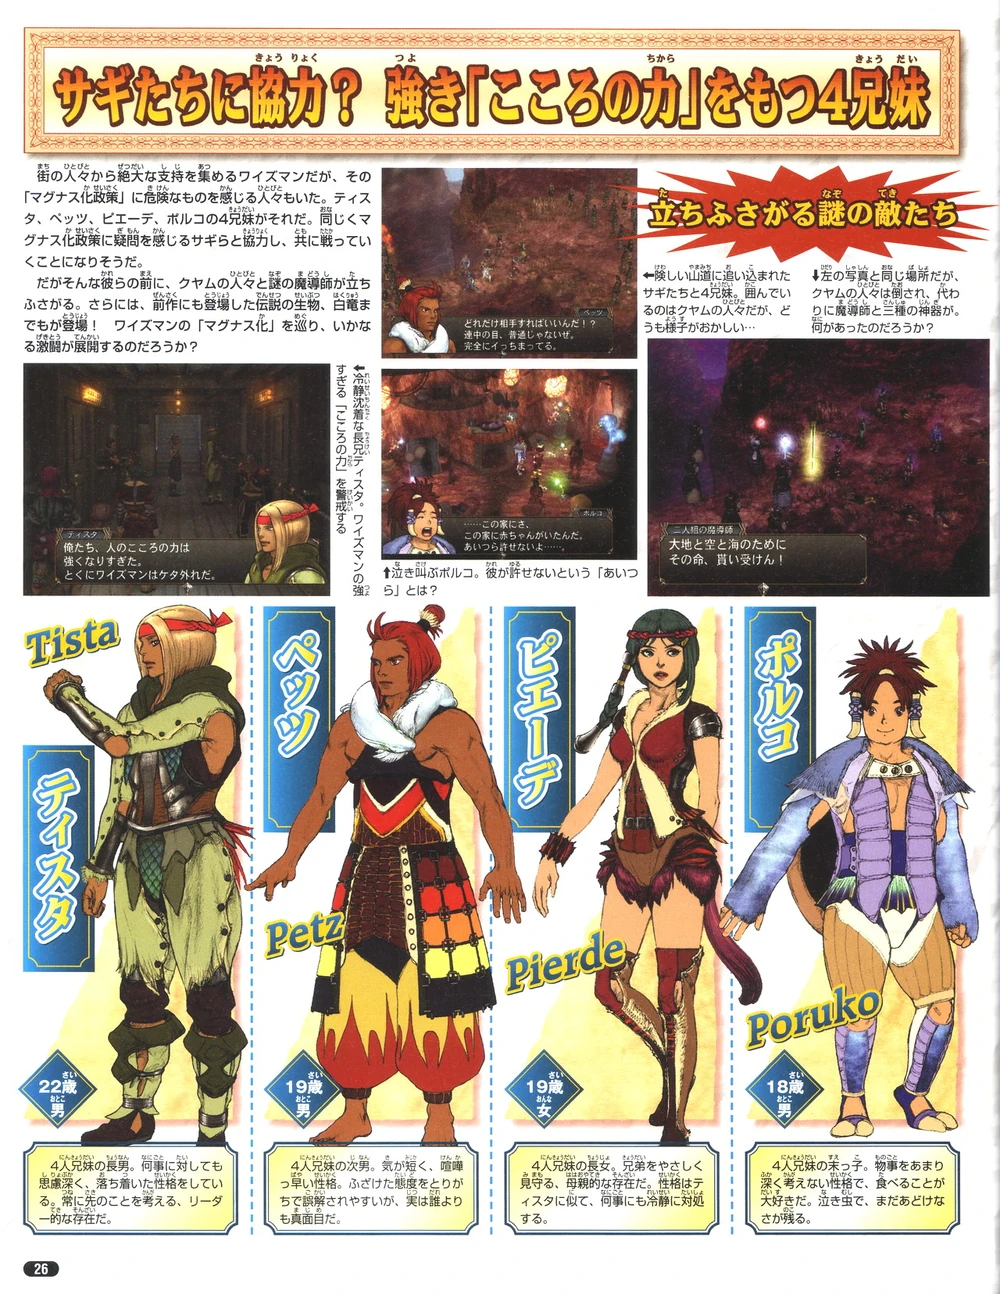 サギたちに協力？ 強き「こころの力」をもつ4兄妹
街の人々から絶大な支持を集めるワイズマンだが、その
「マグナス化政策」に危険なものを感じる人々もいた。ティス
タ、ペッツ、ピエーデ、ポルコの4兄妹がそれだ。同じくマ
グナス化政策に疑問を感じるサギらと協力し、共に戦ってい
くことになりそうだ。
だがそんな彼らの前に、クヤムの人々と謎の魔導師が立ち
ふさがる。さらには、前作にも登場した伝説の生物、白竜ま
でもが登場！ ワイズマンの「マグナス化」を巡り、いかな
る激闘が展開するのだろうか？
ペッツ
どれだけ相手すればいいんだ！？
連中の目、普通じゃないぜ。
完全にイっちまってる。
立ちふさがる謎の敵たち
⬅険しい山道に追い込まれた
サギたちと4兄妹。囲んでい
るのはクヤムの人々だが、ど
うも様子がおかしい…
⬇左の写真と同じ場所だが、
クヤムの人々は倒され、代わ
りに魔導師と三種の神器が。
何があったのだろうか？
ティスタ
俺たち、人のこころの力は
強くなりすぎた。
とくにワイズマンはケタ外れだ。
⬅冷静沈着な長兄ティスタ。ワイズマンの強
すぎる「こころの力」を警戒する
ポルコ
……この家にさ、
この家に赤ちゃんがいたんだ。
あいつら許せないよ……。
⬆泣き叫ぶポルコ。彼が許せないという「あいつ
ら」とは？
二人組の魔導師
大地と空と海のために
その命、貰い受けん！
Tista
ティスタ
22歳
男
4人兄妹の長男。何事に対しても
思慮深く、落ち着いた性格をしてい
る。常に先のことを考える、リーダ
ー的な存在だ。
ペッツ
Petz
19歳
男
4人兄妹の次男。気が短く、喧嘩
っ早い性格。ふざけた態度をとりが
ちで誤解されやすいが、実は誰より
も真面目だ。
ピエーデ
Pierde
19歳
女
4人兄妹の長女。兄弟をやさしく
見守る、母親的な存在だ。性格はテ
ィスタに似て、何事にも冷静に対処
する。
ポルコ
Poruko
18歳
男
4人兄妹の末っ子。物事をあまり
深く考えない性格で、食べることが
大好きだ。泣き虫で、まだあどけな
さが残る。
26